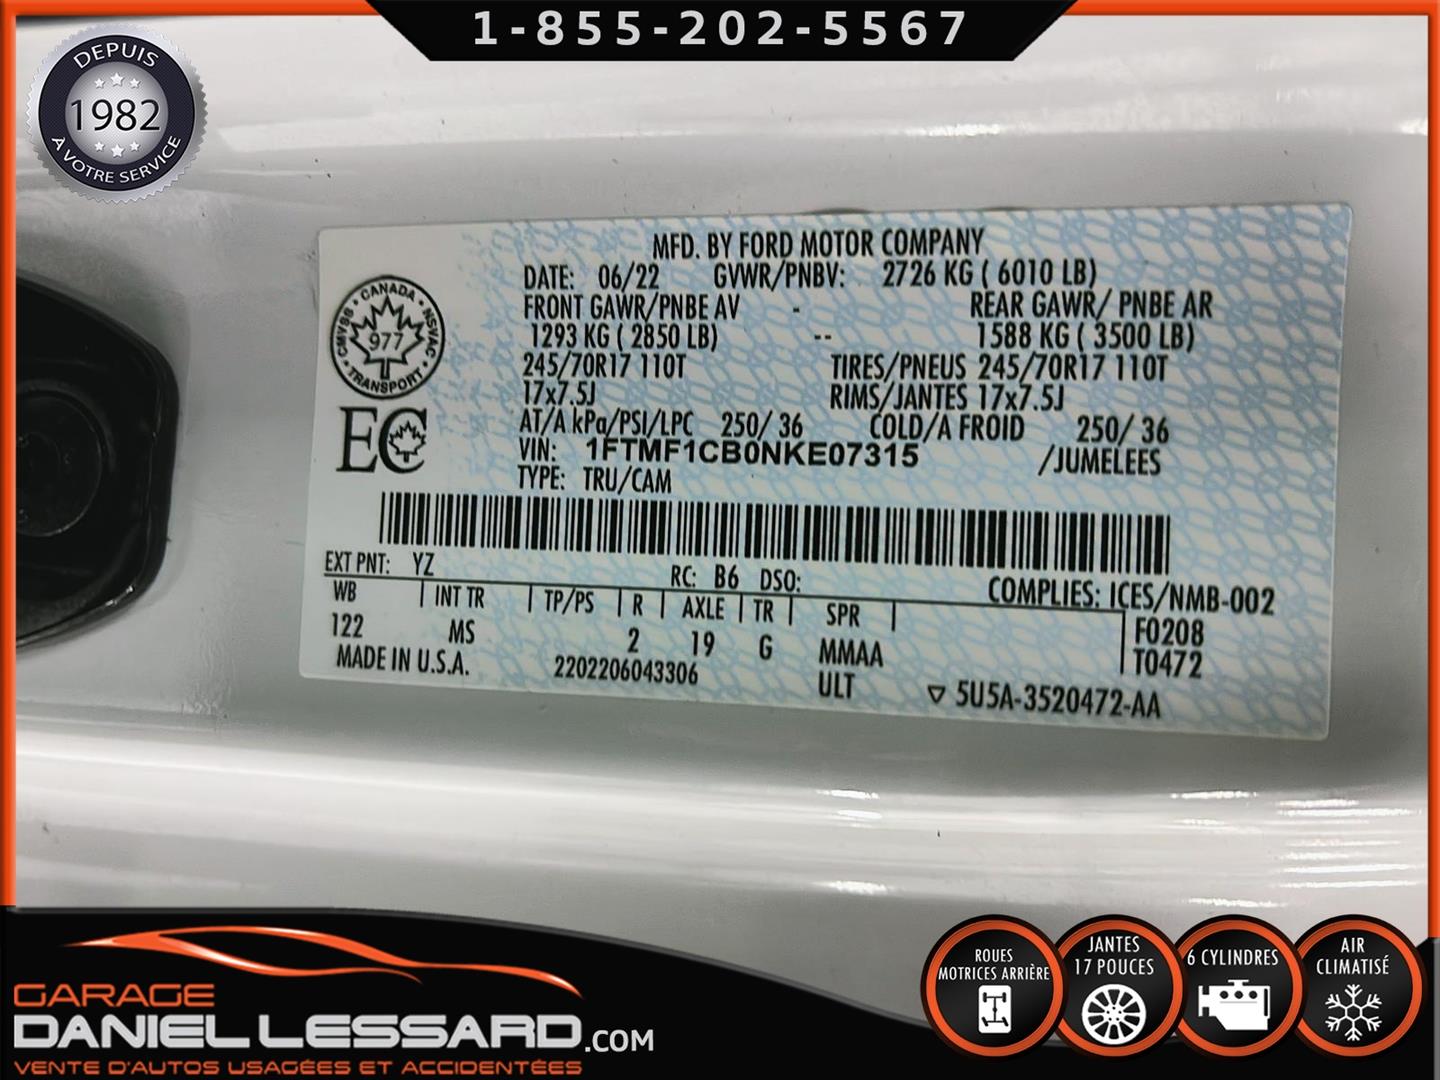 1-855-202-5567
DEPUIS
1982
À VOTRE SERVICE
MFD. BY FORD MOTOR COMPANY
DATE: 06/22 GVWR/PNBV: 2726 KG ( 6010 LB)
FRONT GAWR/PNBE AV - REAR GAWR/ PNBE AR
1293 KG ( 2850 LB) -- 1588 KG ( 3500 LB)
245/70R17 110T TIRES/PNEUS 245/70R17 110T
17x7.5J RIMS/JANTES 17x7.5J
AT/A kPa/PSI/LPC 250/ 36 COLD/A FROID 250/ 36
VIN: 1FTMF1CB0NKE07315 /JUMELEES
TYPE: TRU/CAM
CANADA
CMVSS 977 NSVAC
TRANSPORT
EC
EXT PNT: YZ RC: B6 DSO: COMPLIES: ICES/NMB-002
WB INT TR TP/PS R AXLE TR SPR F0208
122 MS 2 19 G MMAA T0472
MADE IN U.S.A. 2202206043306 ULT 5U5A-3520472-AA
GARAGE
DANIEL LESSARD.COM
VENTE D'AUTOS USAGÉES ET ACCIDENTÉES
ROUES
MOTRICES ARRIÈRE
JANTES
17 POUCES
6 CYLINDRES
AIR
CLIMATISÉ